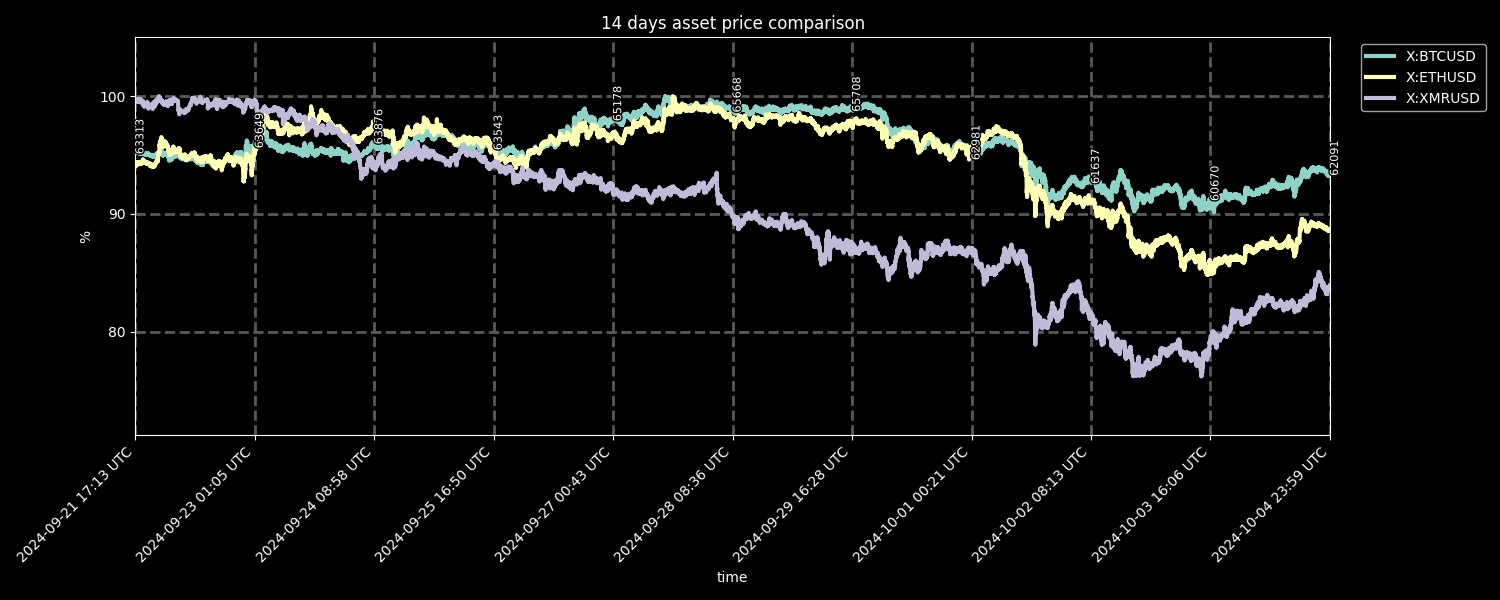 14 days asset price comparison
X:BTCUSD
X:ETHUSD
X:XMRUSD
100
90
80
%
63313
63649
63876
63543
65178
65668
65708
62981
61637
60670
62091
2024-09-21 17:13 UTC
2024-09-23 01:05 UTC
2024-09-24 08:58 UTC
2024-09-25 16:50 UTC
2024-09-27 00:43 UTC
2024-09-28 08:36 UTC
2024-09-29 16:28 UTC
2024-10-01 00:21 UTC
2024-10-02 08:13 UTC
2024-10-03 16:06 UTC
2024-10-04 23:59 UTC
time